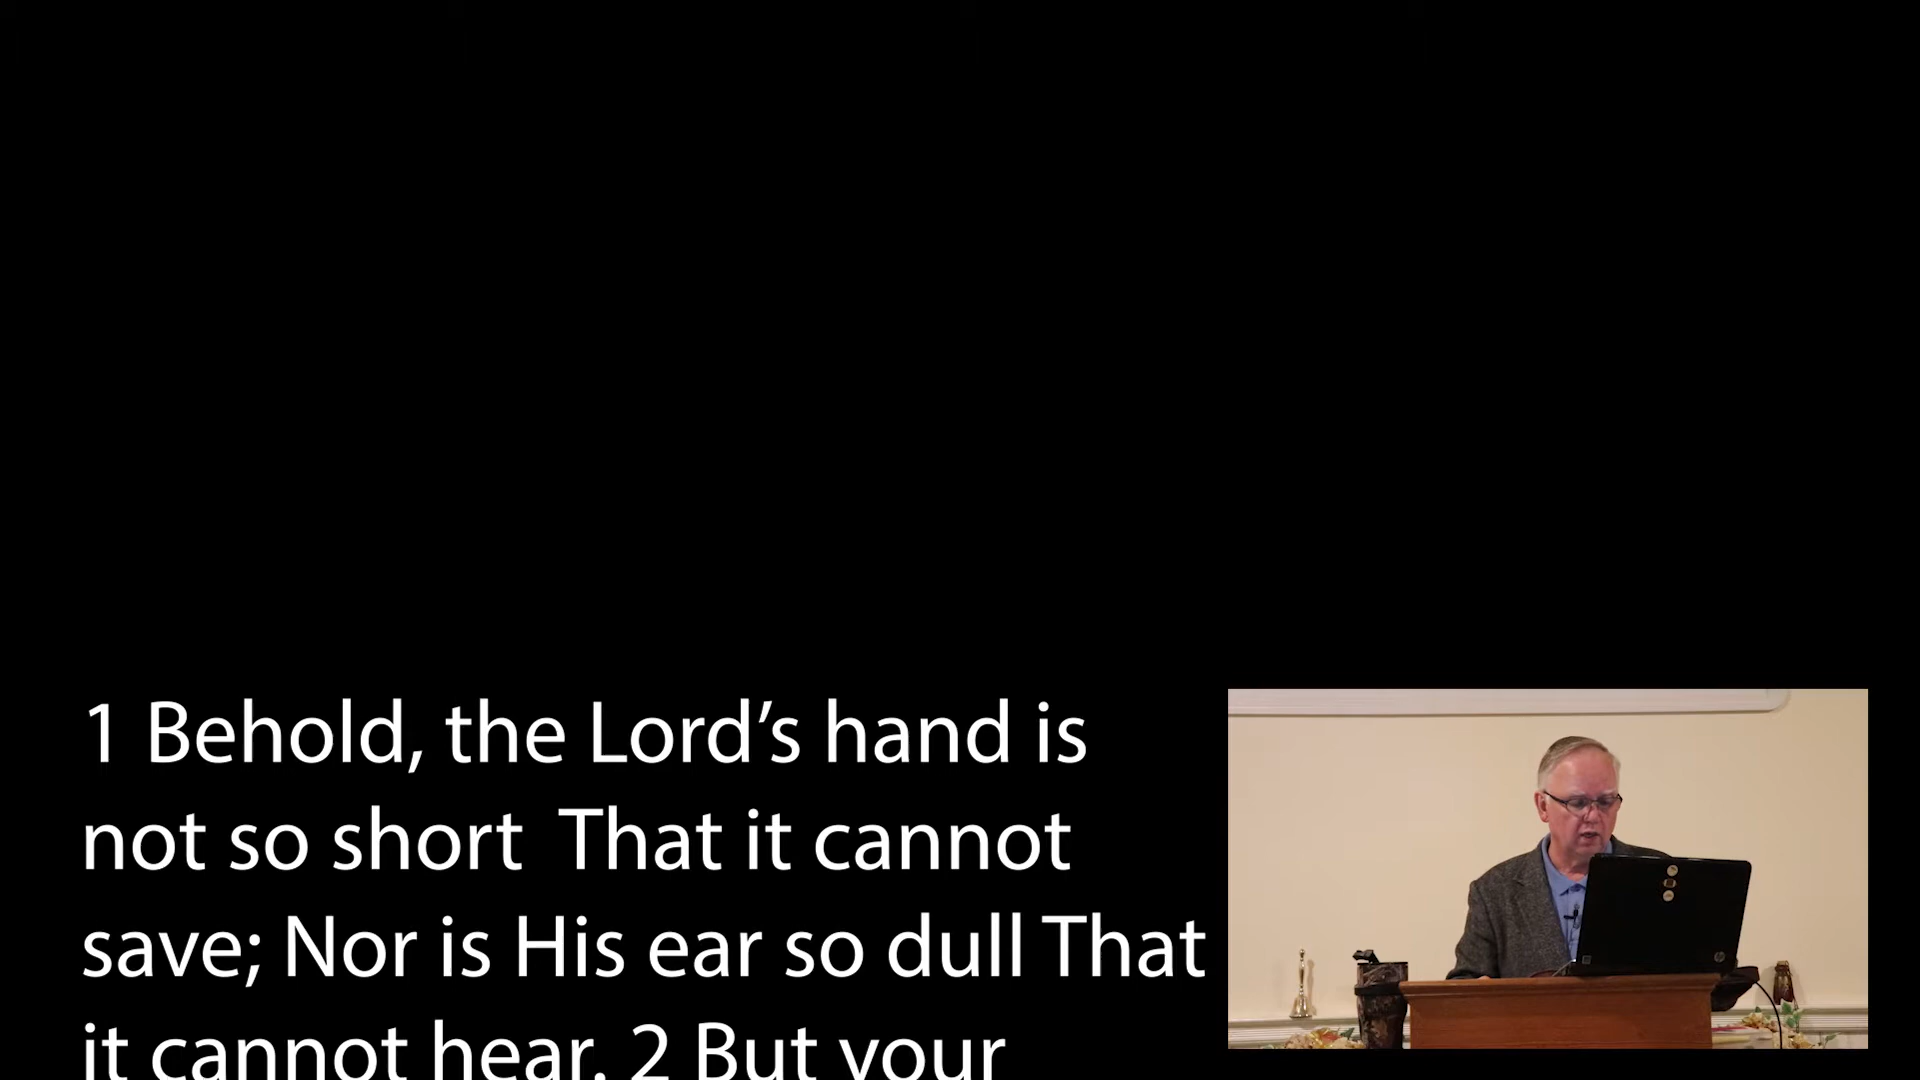 1 Behold, the Lord’s hand is
not so short  That it cannot
save; Nor is His ear so dull That
it cannot hear. 2 But your